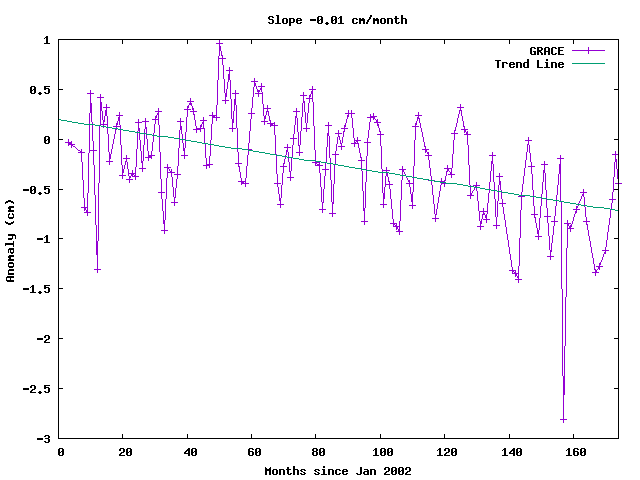 Slope -0.01 cm/month
GRACE
Trend Line
1
0.5
0
-0.5
-1
-1.5
-2
-2.5
-3
Anomaly (cm)
0 20 40 60 80 100 120 140 160
Months since Jan 2002